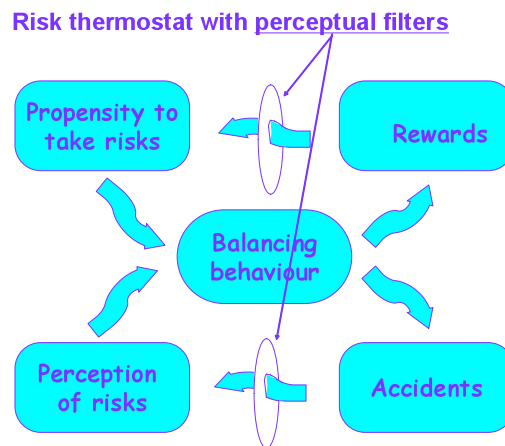 Risk thermostat with perceptual filters
Propensity to
take risks
Rewards
Balancing
behaviour
Perception
of risks
Accidents